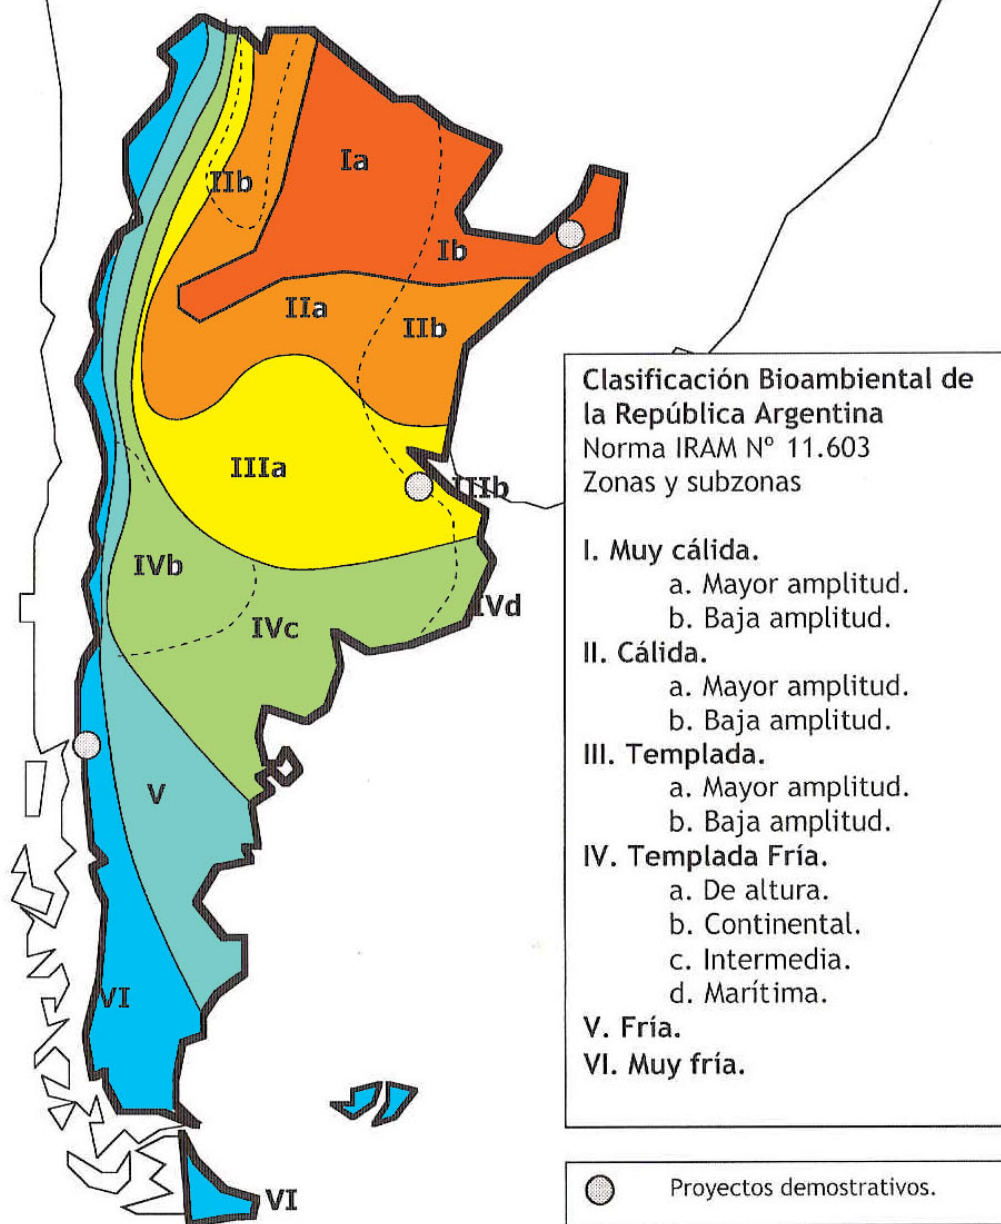 Ia
IIb
Ib
IIa
IIb
IIIa
IIIb
IVb
IVc
IVd
V
VI
VI
Clasificación Bioambiental de
la República Argentina
Norma IRAM Nº 11.603
Zonas y subzonas
I. Muy cálida.
a. Mayor amplitud.
b. Baja amplitud.
II. Cálida.
a. Mayor amplitud.
b. Baja amplitud.
III. Templada.
a. Mayor amplitud.
b. Baja amplitud.
IV. Templada Fría.
a. De altura.
b. Continental.
c. Intermedia.
d. Marítima.
V. Fría.
VI. Muy fría.
Proyectos demostrativos.